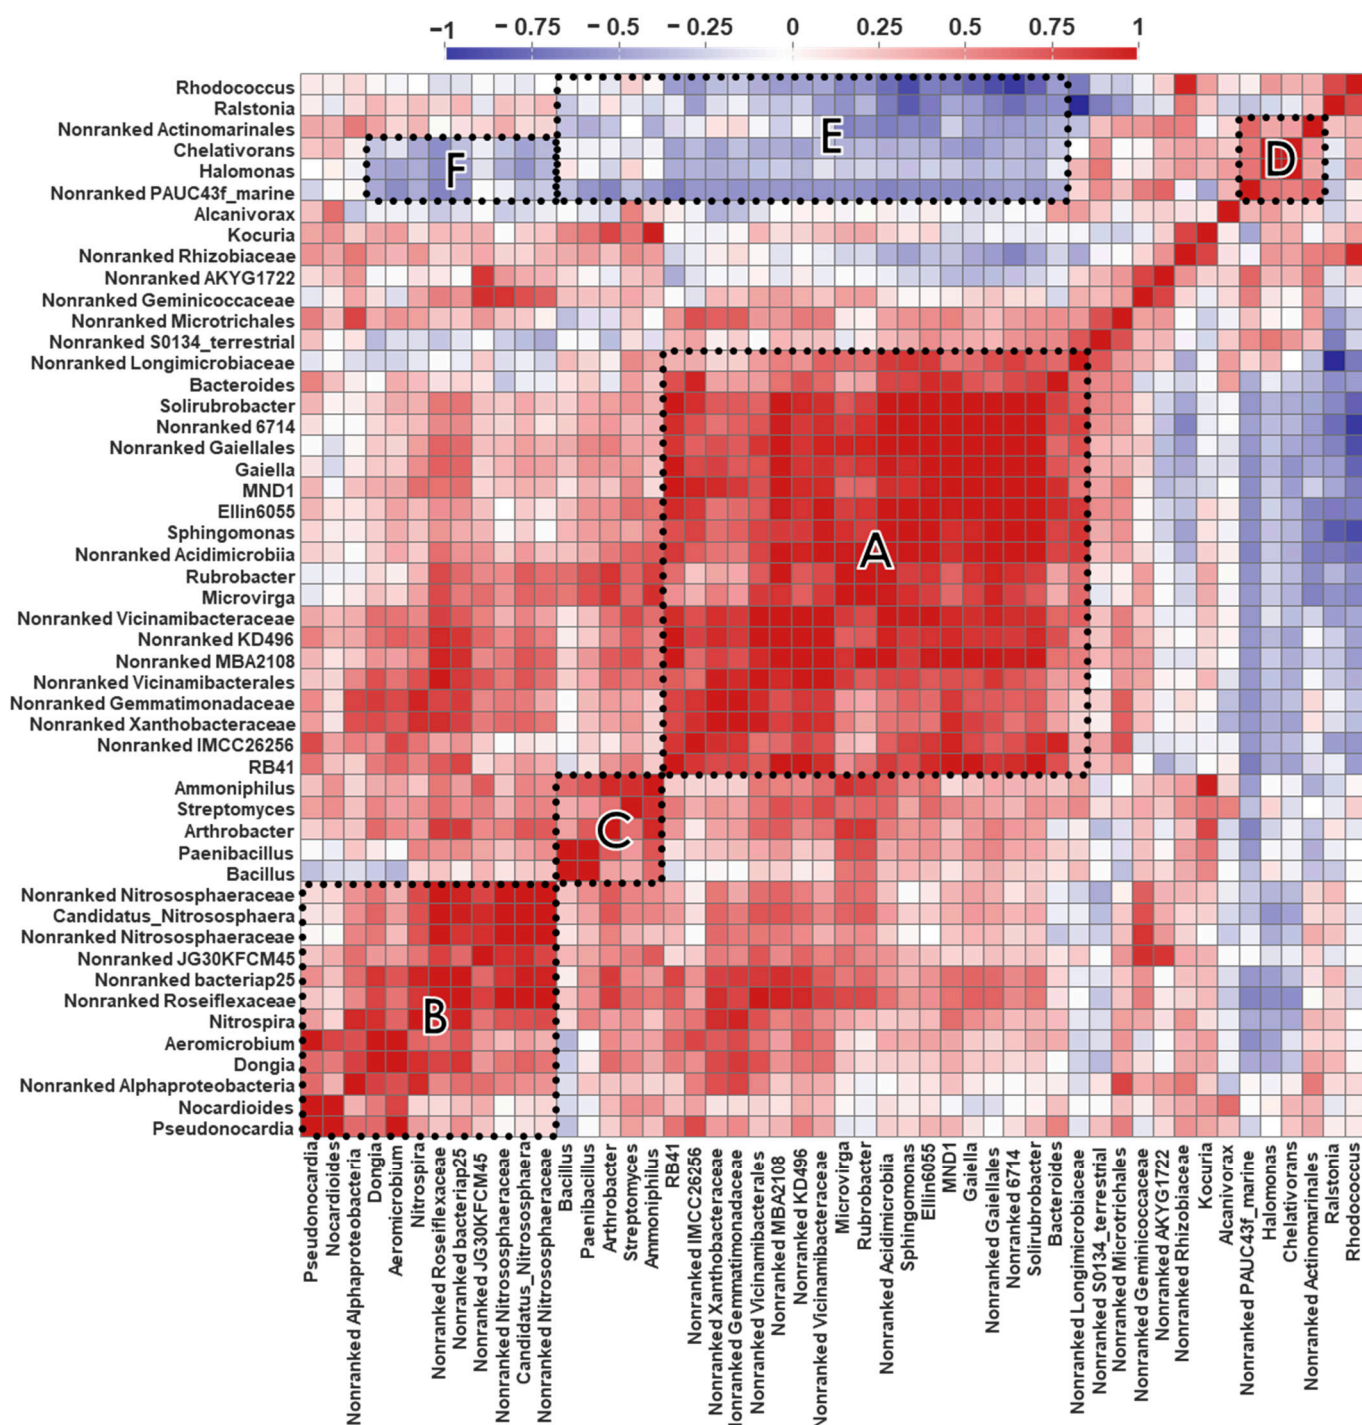 −1 − 0.75 − 0.5 − 0.25 0 0.25 0.5 0.75 1
Rhodococcus
Ralstonia
Nonranked Actinomarinales
Chelativorans
Halomonas
Nonranked PAUC43f_marine
Alcanivorax
Kocuria
Nonranked Rhizobiaceae
Nonranked AKYG1722
Nonranked Geminicoccaceae
Nonranked Microtrichales
Nonranked S0134_terrestrial
Nonranked Longimicrobiaceae
Bacteroides
Solirubrobacter
Nonranked 6714
Nonranked Gaiellales
Gaiella
MND1
Ellin6055
Sphingomonas
Nonranked Acidimicrobiia
Rubrobacter
Microvirga
Nonranked Vicinamibacteraceae
Nonranked KD496
Nonranked MBA2108
Nonranked Vicinamibacterales
Nonranked Gemmatimonadaceae
Nonranked Xanthobacteraceae
Nonranked IMCC26256
RB41
Ammoniphilus
Streptomyces
Arthrobacter
Paenibacillus
Bacillus
Nonranked Nitrososphaeraceae
Candidatus_Nitrososphaera
Nonranked Nitrososphaeraceae
Nonranked JG30KFCM45
Nonranked bacteriap25
Nonranked Roseiflexaceae
Nitrospira
Aeromicrobium
Dongia
Nonranked Alphaproteobacteria
Nocardioides
Pseudonocardia
E
F
D
A
C
B
Pseudonocardia
Nocardioides
Nonranked Alphaproteobacteria
Dongia
Aeromicrobium
Nitrospira
Nonranked Roseiflexaceae
Nonranked bacteriap25
Nonranked JG30KFCM45
Nonranked Nitrososphaeraceae
Candidatus_Nitrososphaera
Nonranked Nitrososphaeraceae
Bacillus
Paenibacillus
Arthrobacter
Streptomyces
Ammoniphilus
RB41
Nonranked IMCC26256
Nonranked Xanthobacteraceae
Nonranked Gemmatimonadaceae
Nonranked Vicinamibacterales
Nonranked MBA2108
Nonranked KD496
Nonranked Vicinamibacteraceae
Microvirga
Rubrobacter
Nonranked Acidimicrobiia
Sphingomonas
Ellin6055
MND1
Gaiella
Nonranked Gaiellales
Nonranked 6714
Solirubrobacter
Bacteroides
Nonranked Longimicrobiaceae
Nonranked S0134_terrestrial
Nonranked Microtrichales
Nonranked Geminicoccaceae
Nonranked AKYG1722
Nonranked Rhizobiaceae
Kocuria
Alcanivorax
Nonranked PAUC43f_marine
Halomonas
Chelativorans
Nonranked Actinomarinales
Ralstonia
Rhodococcus